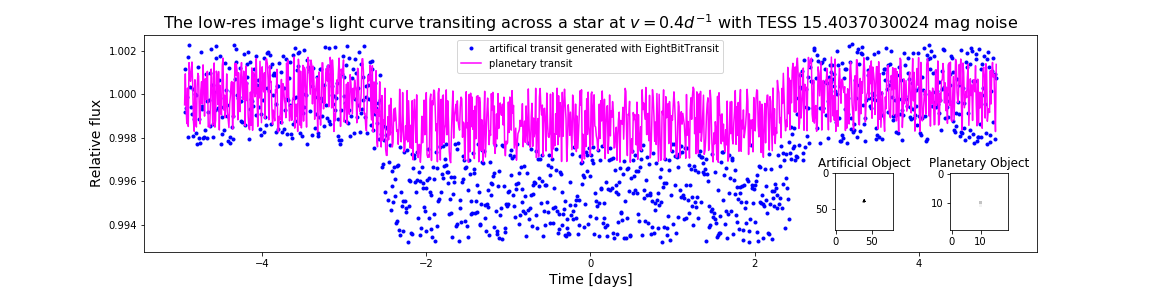 The low-res image's light curve transiting across a star at v = 0.4d⁻¹ with TESS 15.4037030024 mag noise
artifical transit generated with EightBitTransit
planetary transit
Relative flux
1.002
1.000
0.998
0.996
0.994
Artificial Object
0
50
0 50
Planetary Object
0
10
0 10
−4 −2 0 2 4
Time [days]